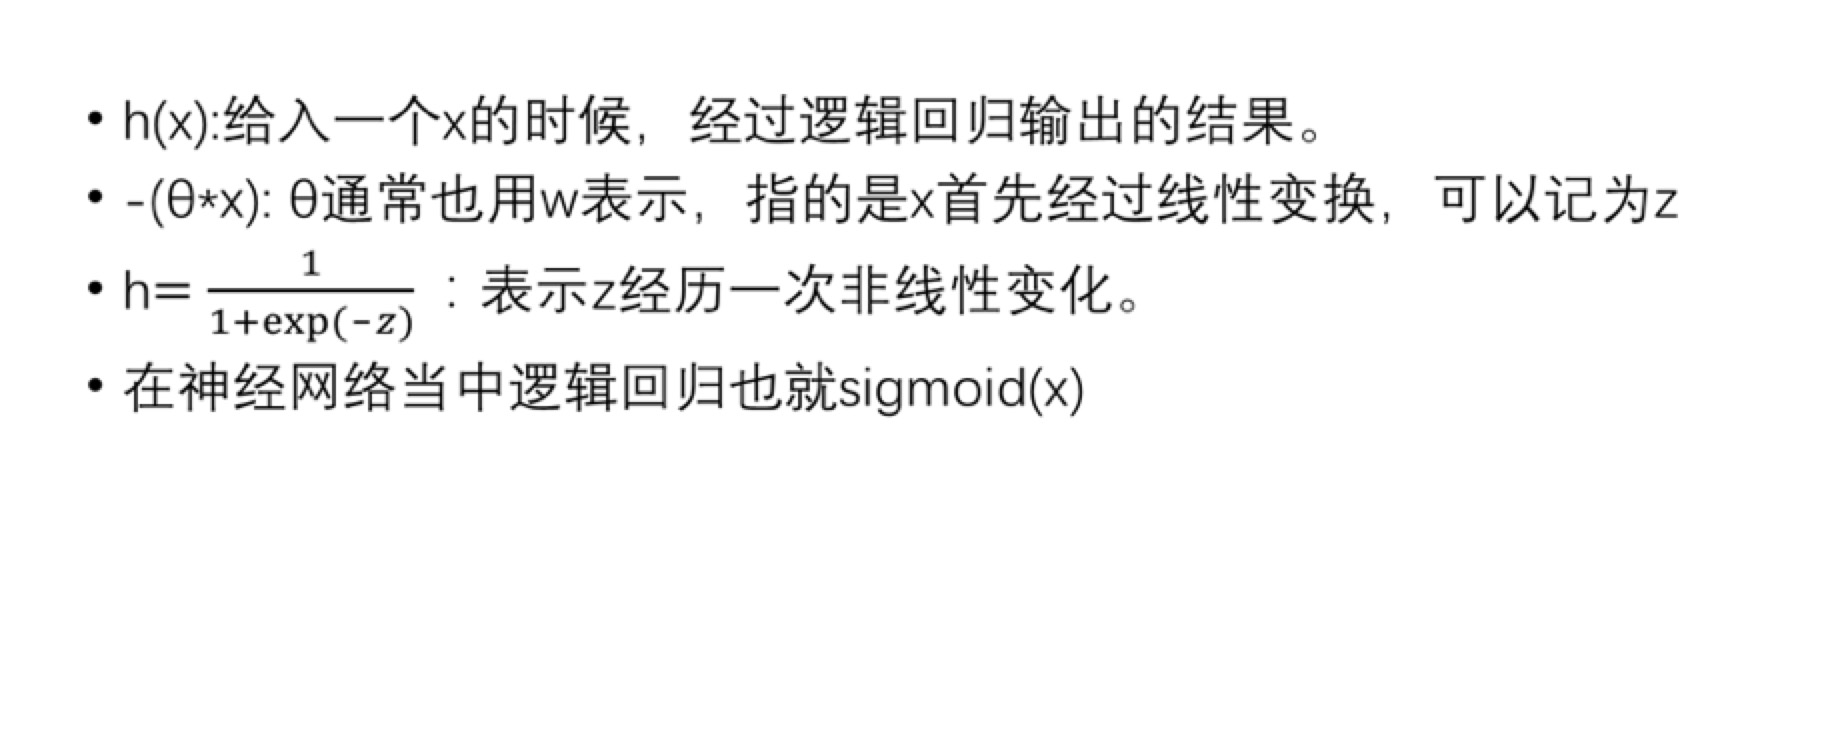 • h(x):给入一个x的时候，经过逻辑回归输出的结果。
• -(θ*x): θ通常也用w表示，指的是x首先经过线性变换，可以记为z
• h= 1/(1+exp(−z)) ：表示z经历一次非线性变化。
• 在神经网络当中逻辑回归也就sigmoid(x)